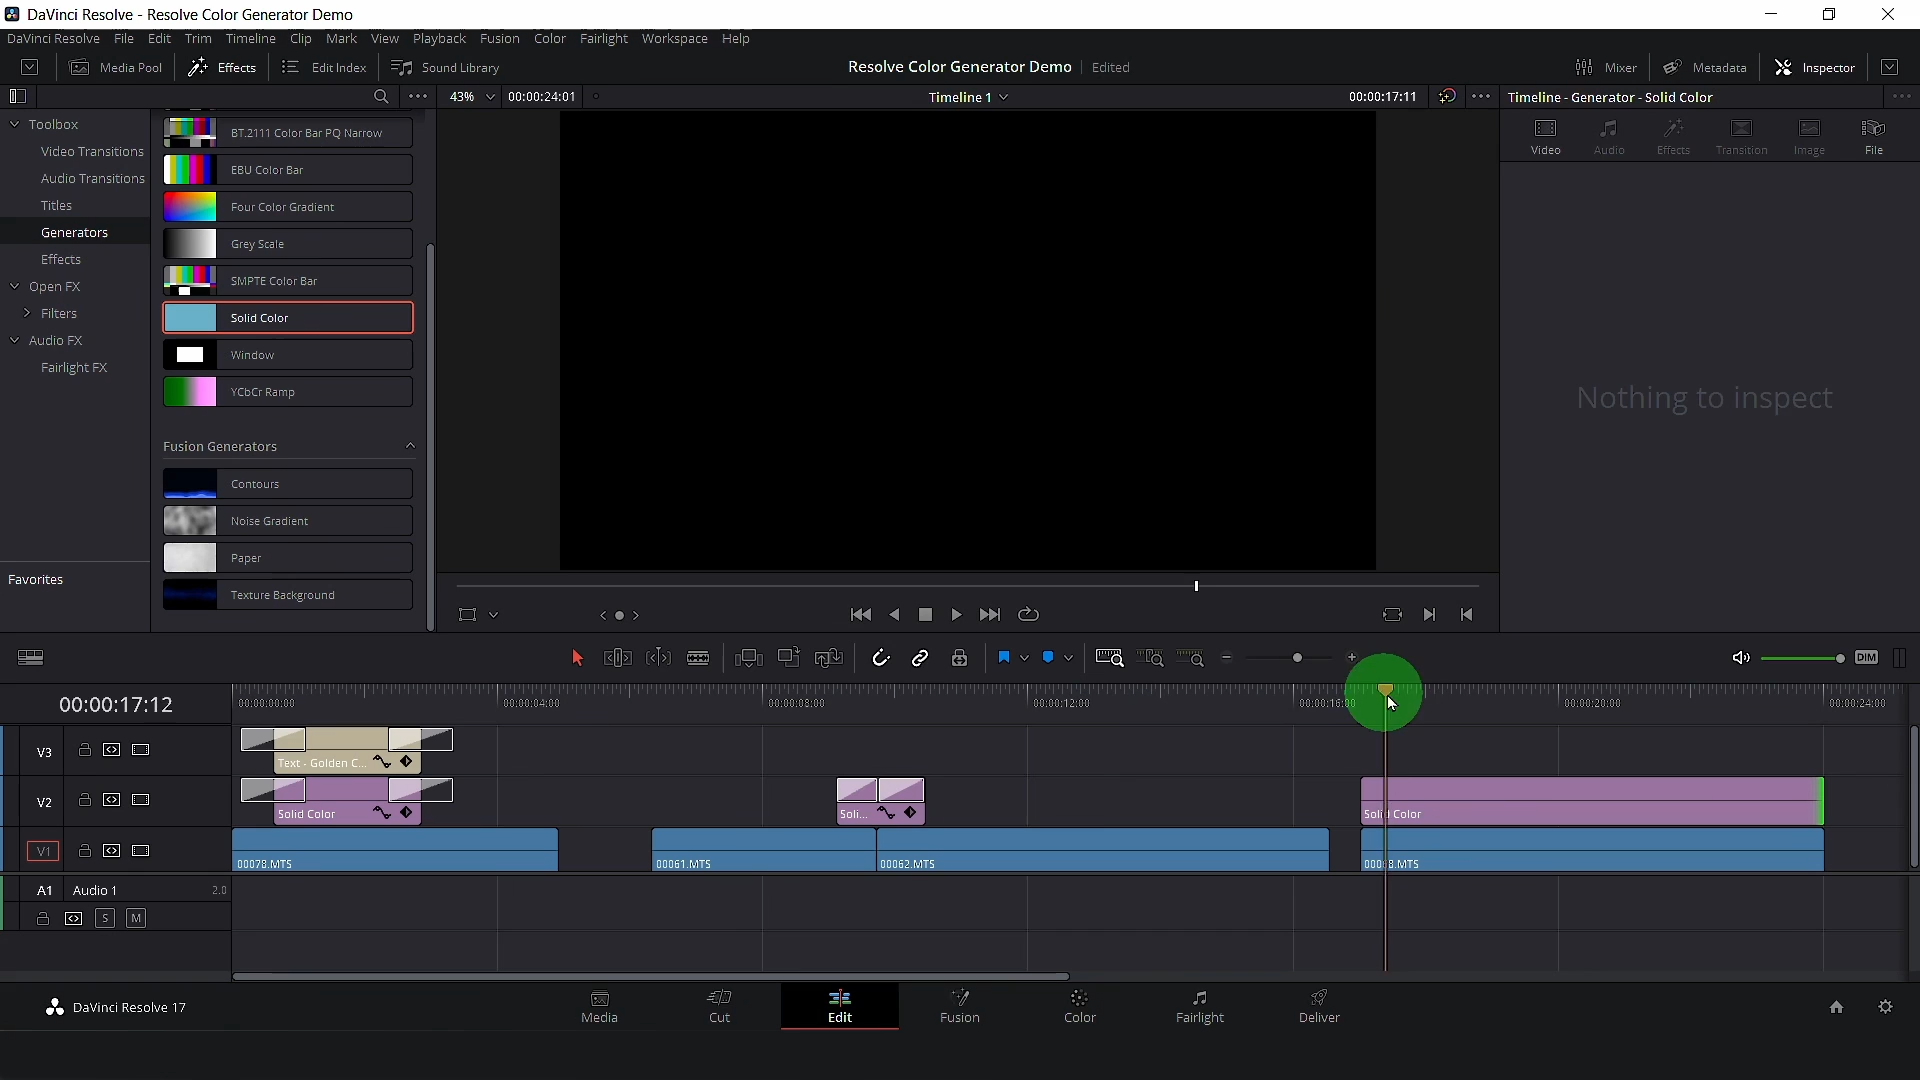 DaVinci Resolve - Resolve Color Generator Demo
DaVinci Resolve File Edit Trim Timeline Clip Mark View Playback Fusion Color Fairlight Workspace Help
Media Pool Effects Edit Index Sound Library Resolve Color Generator Demo Edited Mixer Metadata Inspector
43% 00:00:24:01 Timeline 1 00:00:17:11 Timeline - Generator - Solid Color
Toolbox
Video Transitions
Audio Transitions
Titles
Generators
Effects
Open FX
Filters
Audio FX
Fairlight FX
Favorites
BT.2111 Color Bar PQ Narrow
EBU Color Bar
Four Color Gradient
Grey Scale
SMPTE Color Bar
Solid Color
Window
YCbCr Ramp
Fusion Generators
Contours
Noise Gradient
Paper
Texture Background
Video Audio Effects Transition Image File
Nothing to inspect
DIM
00:00:17:12 00:00:00:00 00:00:04:00 00:00:08:00 00:00:12:00 00:00:16:00 00:00:20:00 00:00:24:00
V3 Text - Golden C...
V2 Solid Color Soli... Solid Color
V1 00078.MTS 00061.MTS 00062.MTS
A1 Audio 1 2.0
S M
DaVinci Resolve 17 Media Cut Edit Fusion Color Fairlight Deliver